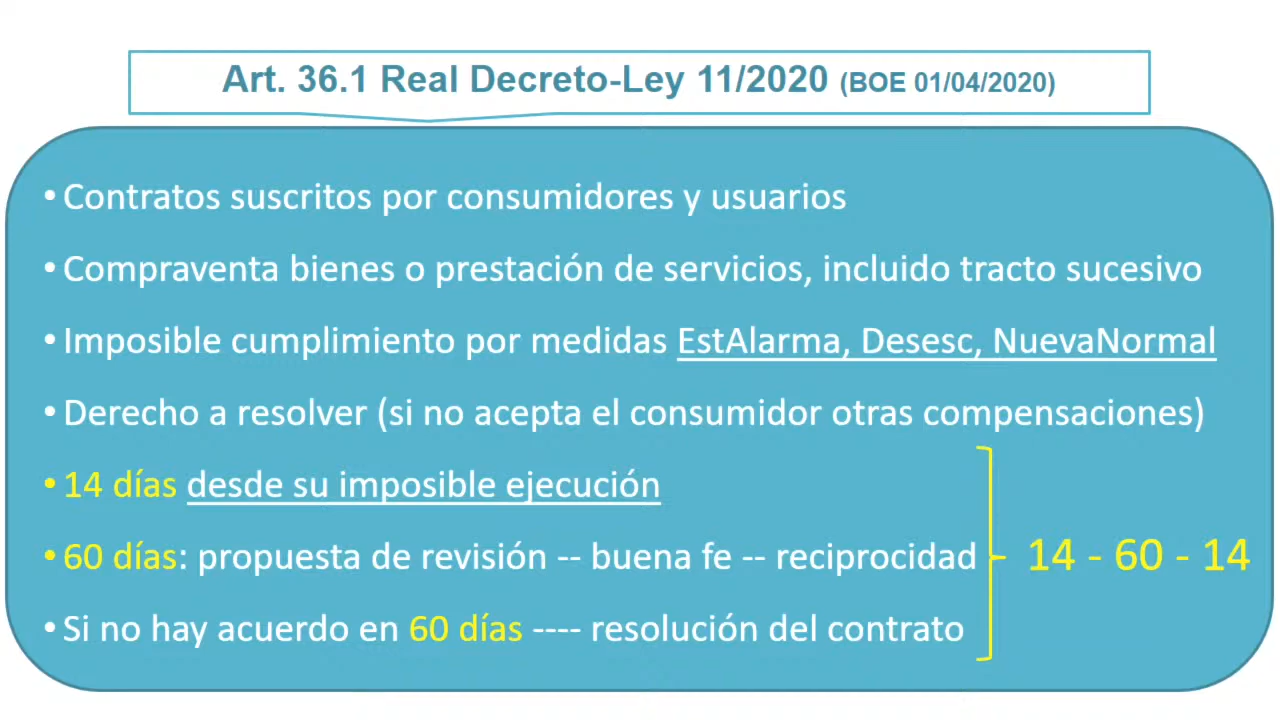 Art. 36.1 Real Decreto-Ley 11/2020 (BOE 01/04/2020)
• Contratos suscritos por consumidores y usuarios
• Compraventa bienes o prestación de servicios, incluido tracto sucesivo
• Imposible cumplimiento por medidas EstAlarma, Desesc, NuevaNormal
• Derecho a resolver (si no acepta el consumidor otras compensaciones)
• 14 días desde su imposible ejecución
• 60 días: propuesta de revisión -- buena fe -- reciprocidad
14 - 60 - 14
• Si no hay acuerdo en 60 días ---- resolución del contrato